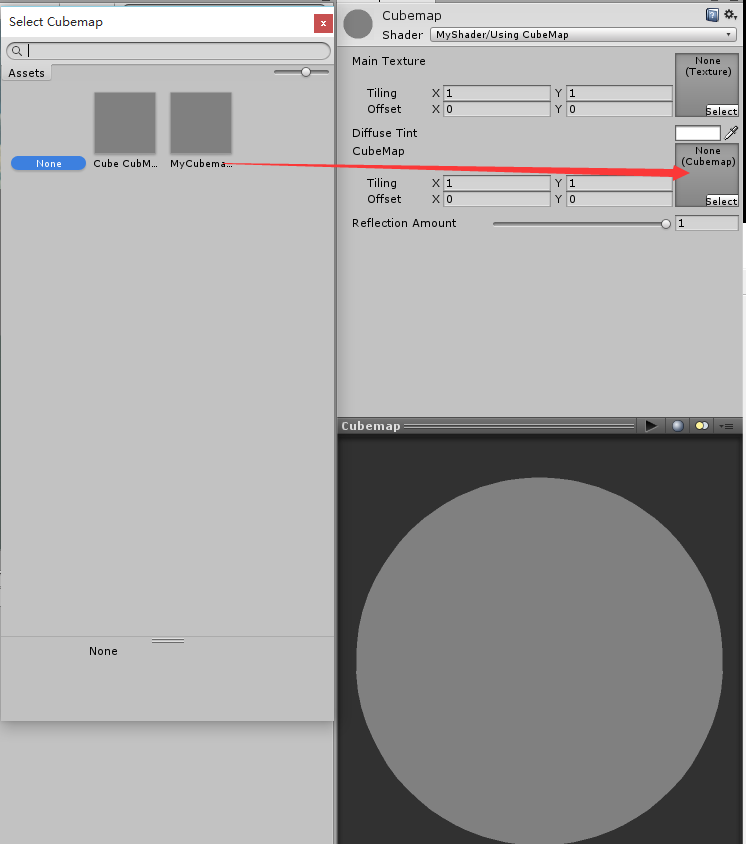 Select Cubemap
x
Assets
None
Cube CubM...
MyCubema...
None
Cubemap
Shader
MyShader/Using CubeMap
Main Texture
None
(Texture)
Tiling X 1 Y 1
Offset X 0 Y 0
Select
Diffuse Tint
CubeMap
None
(Cubemap)
Tiling X 1 Y 1
Offset X 0 Y 0
Select
Reflection Amount 1
Cubemap